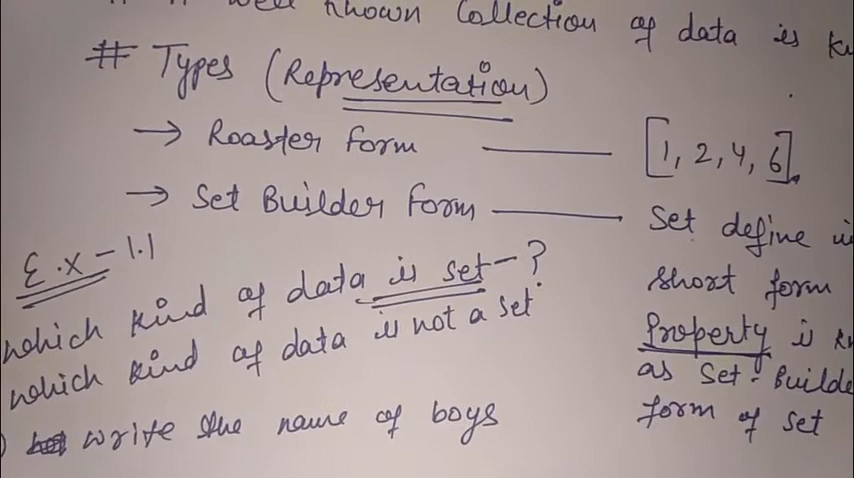 well known Collection of data is
# Types (Representation)
→ Roaster form —— [1, 2, 4, 6]
→ Set Builder form —— Set define
short form
Property is
as Set-Builde
form of set
Ex-1.1
which kind of data is set-?
which kind of data is not a set
write the name of boys